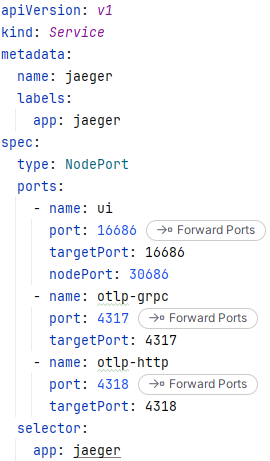 apiVersion: v1
kind: Service
metadata:
  name: jaeger
  labels:
    app: jaeger
spec:
  type: NodePort
  ports:
    - name: ui
      port: 16686 Forward Ports
      targetPort: 16686
      nodePort: 30686
    - name: otlp-grpc
      port: 4317 Forward Ports
      targetPort: 4317
    - name: otlp-http
      port: 4318 Forward Ports
      targetPort: 4318
  selector:
    app: jaeger